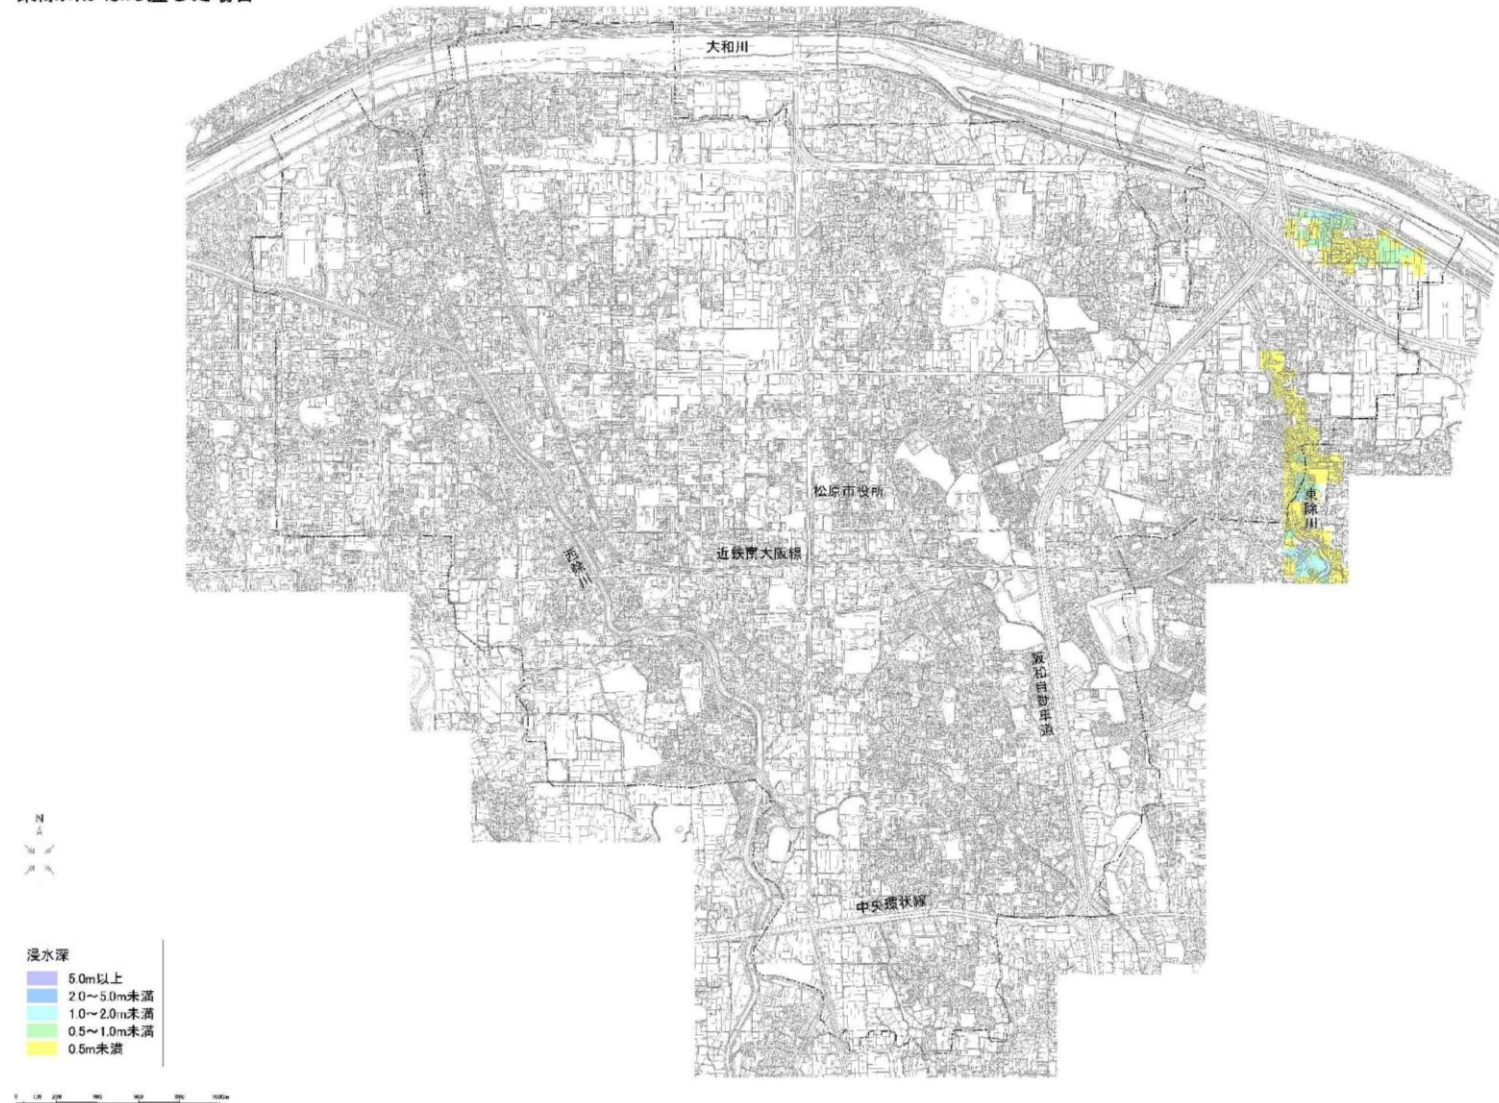 大和川
松原市役所
東除川
近鉄南大阪線
西除川
阪和自動車道
中央環状線
N
浸水深
5.0m以上
2.0～5.0m未満
1.0～2.0m未満
0.5～1.0m未満
0.5m未満